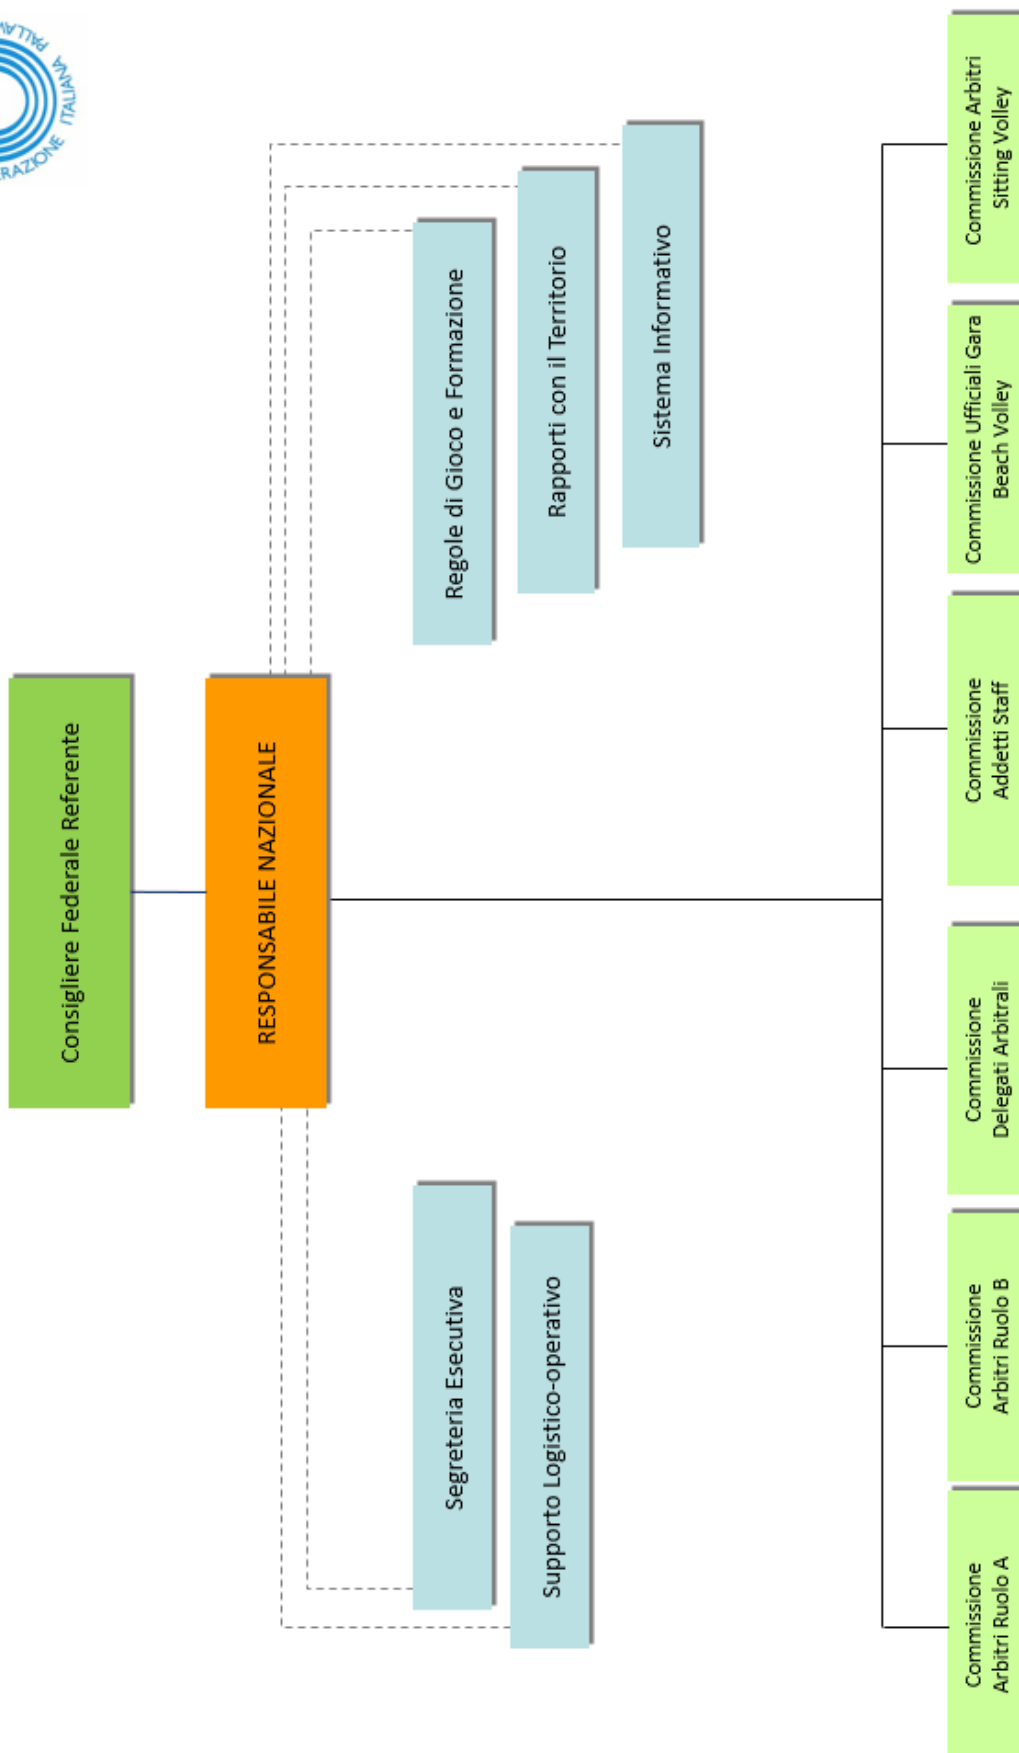 ITALIANA
Consigliere Federale Referente
RESPONSABILE NAZIONALE
Segreteria Esecutiva
Supporto Logistico-operativo
Regole di Gioco e Formazione
Rapporti con il Territorio
Sistema Informativo
Commissione
Arbitri Ruolo A
Commissione
Arbitri Ruolo B
Commissione
Delegati Arbitrali
Commissione
Addetti Staff
Commissione Ufficiali Gara
Beach Volley
Commissione Arbitri
Sitting Volley